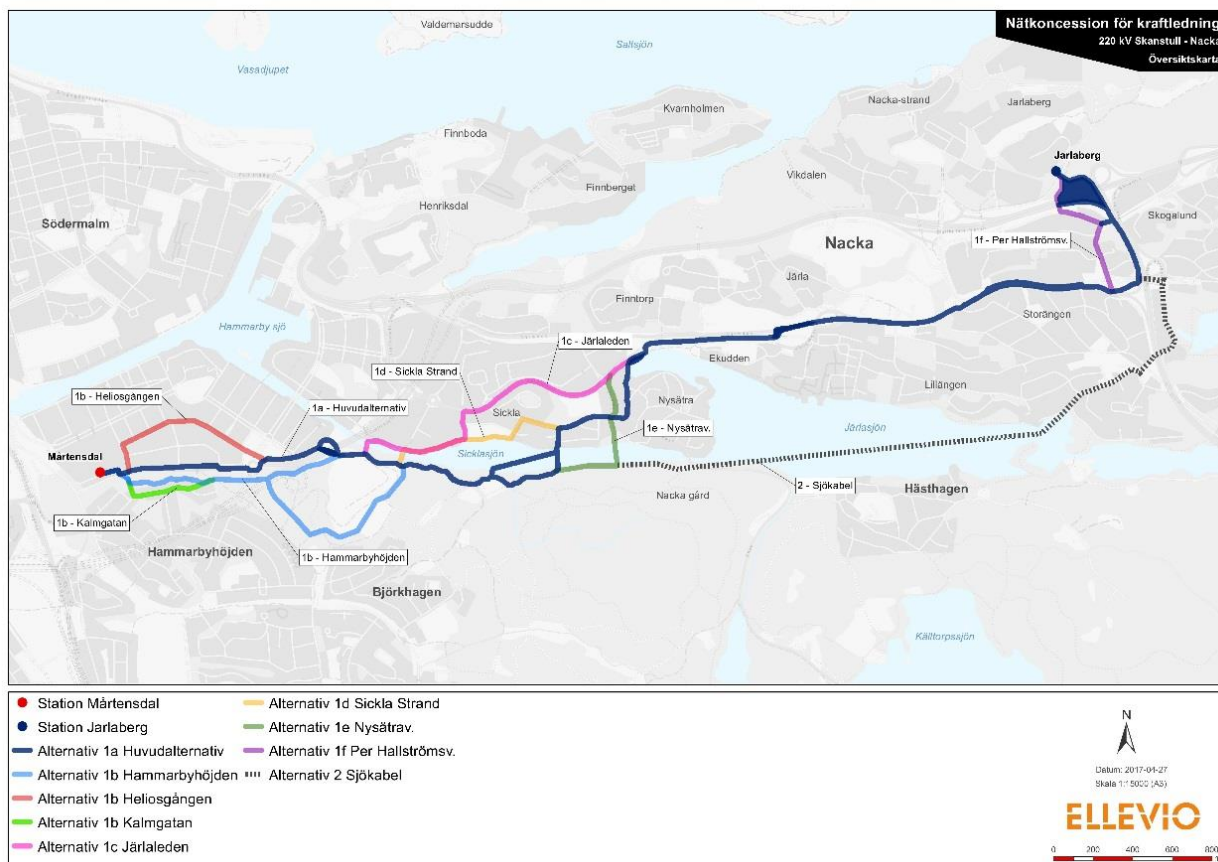 Nätkoncession för kraftledning
220 kV Skanstull - Nacka
Översiktskarta
Valdemarsudde
Saltsjön
Vasadjupet
Kvarnholmen
Nacka-strand
Jarlaberg
Finnboda
Jarlaberg
Finnberget
Vikdalen
Henriksdal
Skogalund
Södermalm
Nacka
1f - Per Hallströmsv.
Järla
Finntorp
Storängen
Hammarby sjö
1c - Järlaleden
Ekudden
1d - Sickla Strand
Lillängen
1b - Heliosgången
Nysätra
1a - Huvudalternativ
Sickla
1e - Nysätrav.
Järlasjön
Mårtensdal
Sicklasjön
2 - Sjökabel
Hästhagen
Nacka gård
1b - Kalmgatan
Hammarbyhöjden
1b - Hammarbyhöjden
Björkhagen
Källtorpssjön
Station Mårtensdal
Station Jarlaberg
Alternativ 1a Huvudalternativ
Alternativ 1b Hammarbyhöjden
Alternativ 1b Heliosgången
Alternativ 1b Kalmgatan
Alternativ 1c Järlaleden
Alternativ 1d Sickla Strand
Alternativ 1e Nysätrav.
Alternativ 1f Per Hallströmsv.
Alternativ 2 Sjökabel
N
Datum: 2017-04-27
Skala 1:15000 (A3)
ELLEVIO
0 200 400 600 800